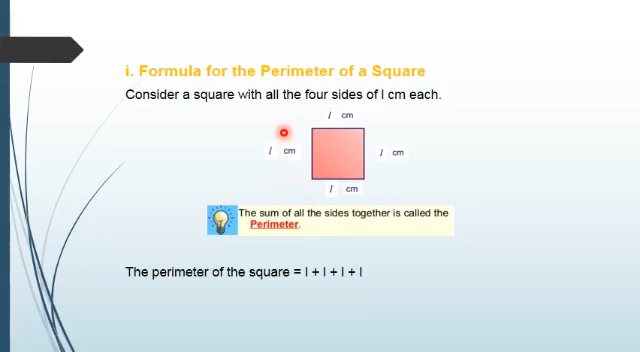 i. Formula for the Perimeter of a Square
Consider a square with all the four sides of l cm each.
l cm
l cm
l cm
l cm
The sum of all the sides together is called the
Perimeter.
The perimeter of the square = l + l + l + l